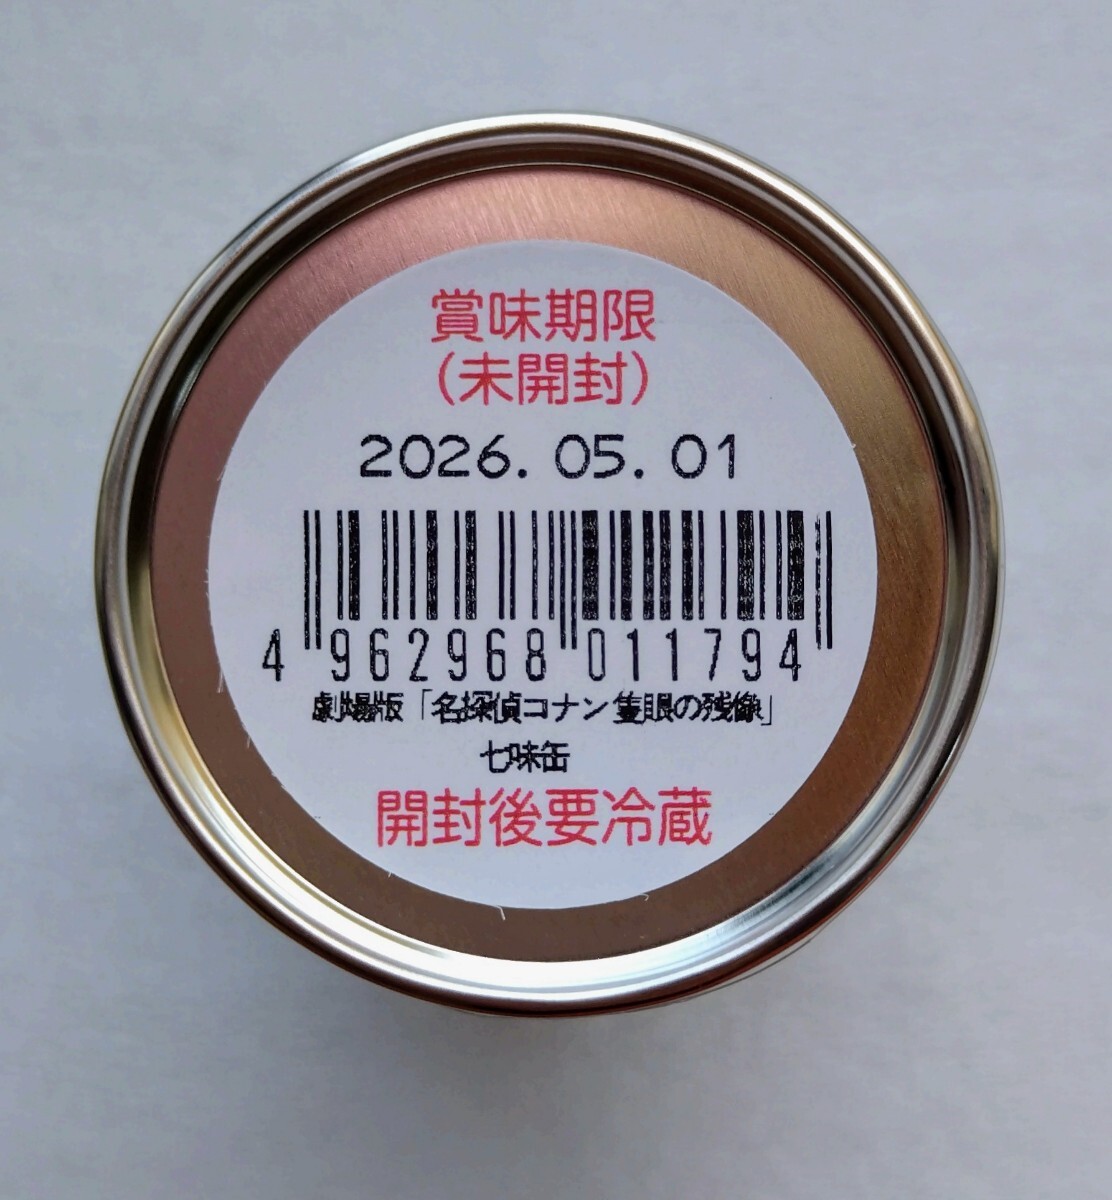 賞味期限
(未開封)
2026. 05. 01
4 962968 011794
劇場版「名探偵コナン 隻眼の残像」
七味缶
開封後要冷蔵